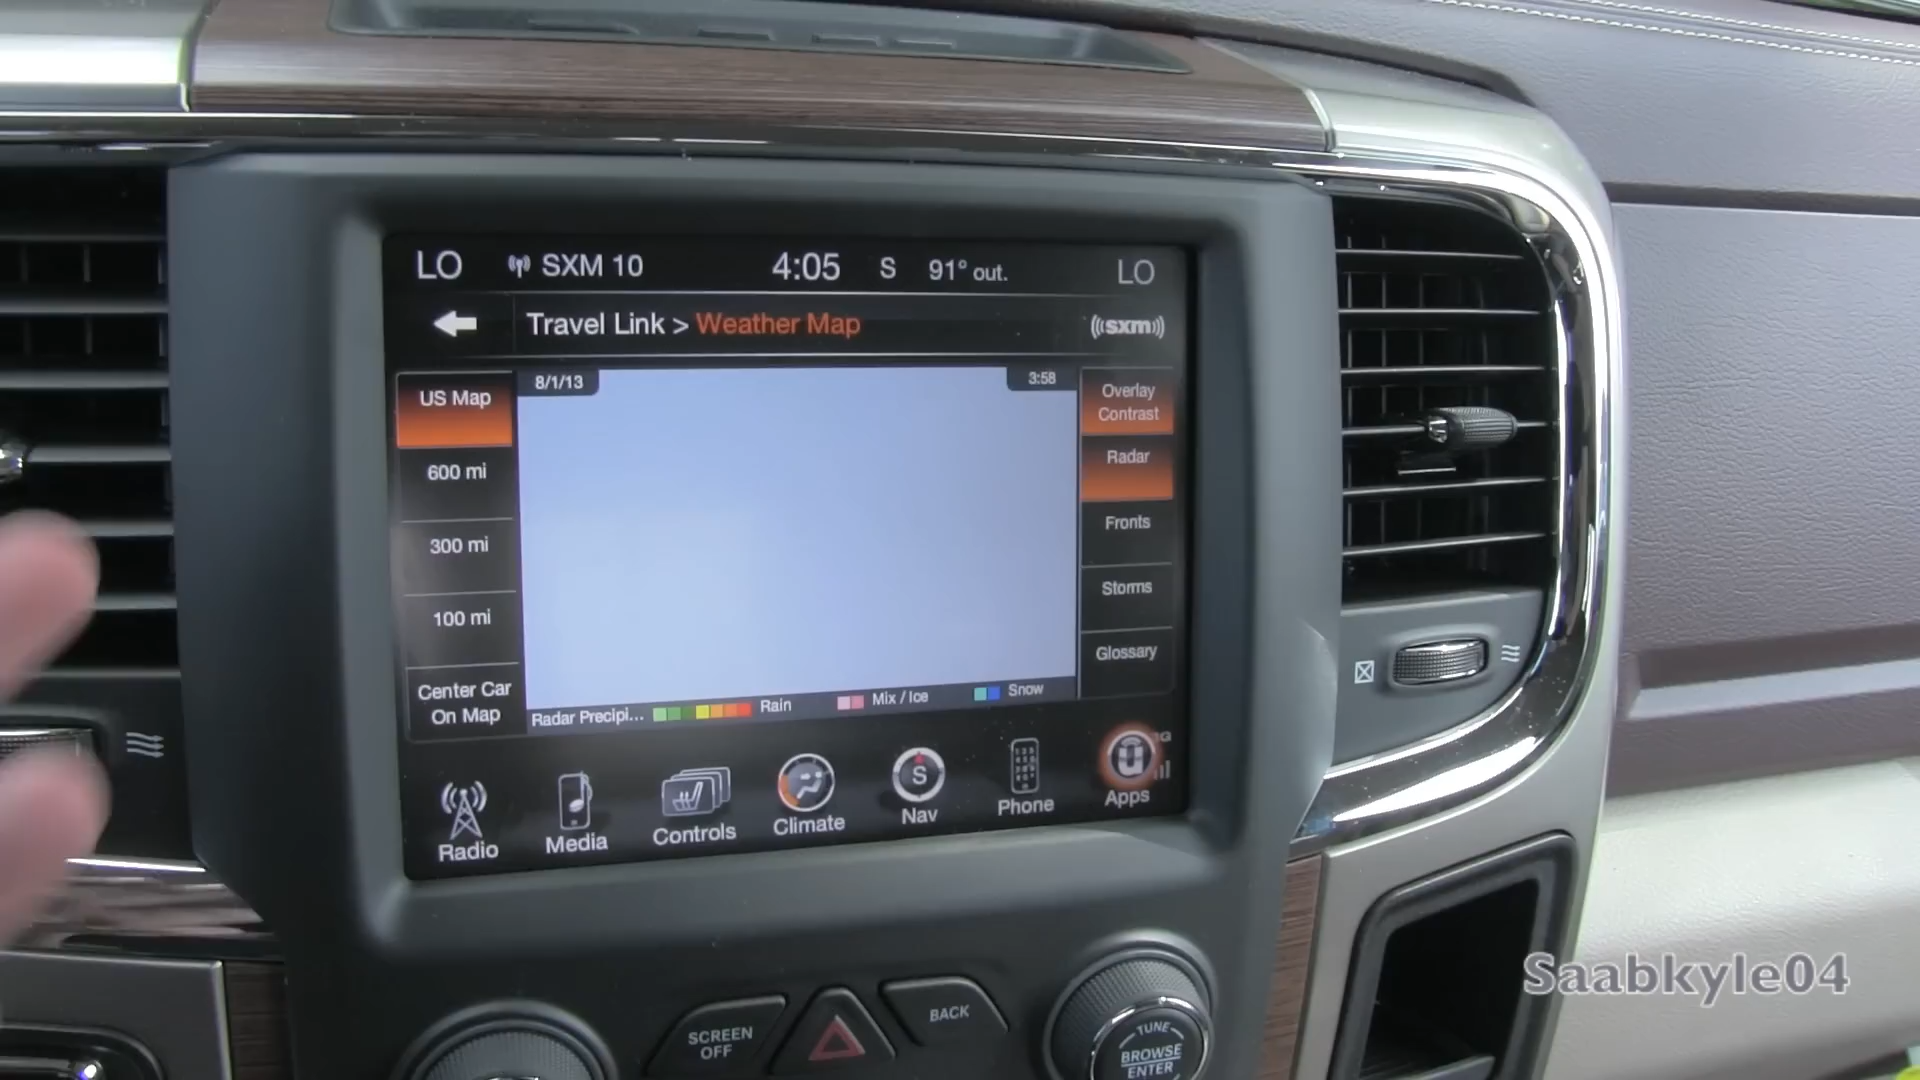 LO
SXM 10
4:05
S
91° out.
LO
Travel Link > Weather Map
((sxm))
US Map
600 mi
300 mi
100 mi
Center Car
On Map
8/1/13
3:58
Radar Precipi...
Rain
Mix / Ice
Snow
Overlay
Contrast
Radar
Fronts
Storms
Glossary
Radio
Media
Controls
Climate
S
Nav
Phone
Apps
SCREEN
OFF
BACK
TUNE
BROWSE
ENTER
Saabkyle04